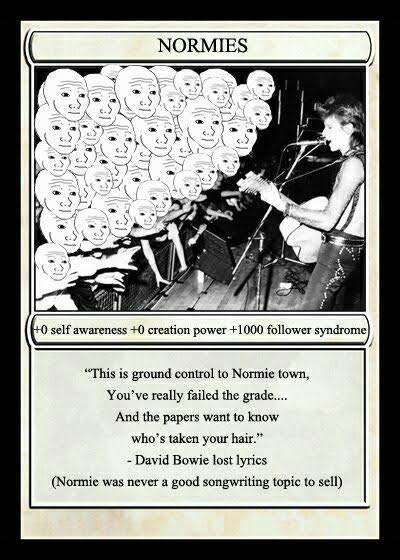 NORMIES
+0 self awareness +0 creation power +1000 follower syndrome
“This is ground control to Normie town,
You’ve really failed the grade....
And the papers want to know
who’s taken your hair.”
- David Bowie lost lyrics
(Normie was never a good songwriting topic to sell)